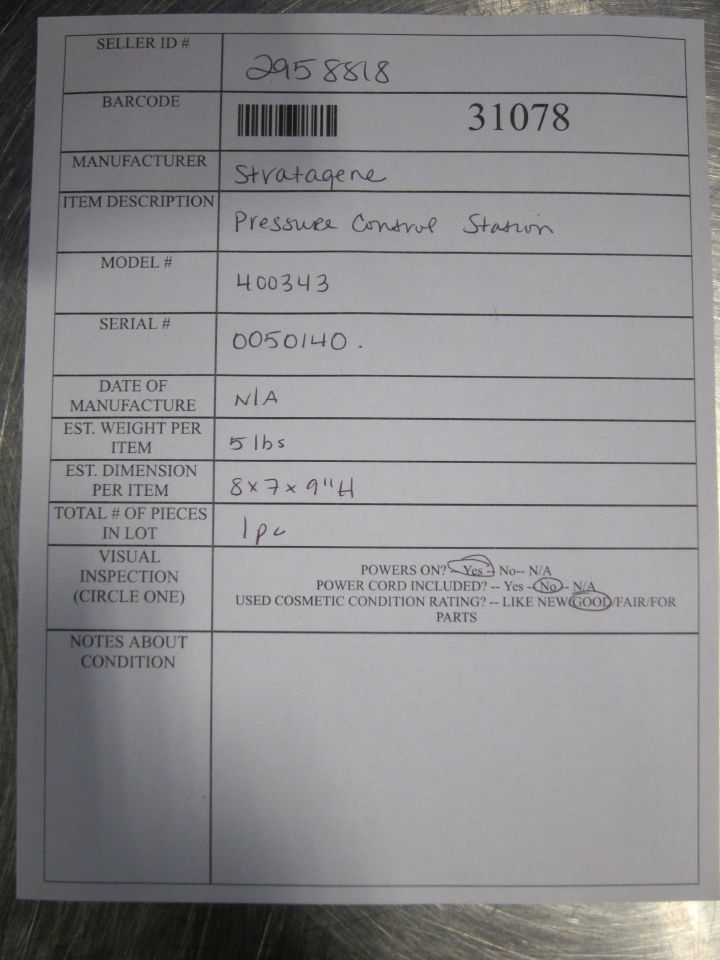 SELLER ID # 2958818
BARCODE 31078
MANUFACTURER Stratagene
ITEM DESCRIPTION Pressure Control Station
MODEL # 400343
SERIAL # 0050140.
DATE OF
MANUFACTURE N/A
EST. WEIGHT PER
ITEM 5 lbs
EST. DIMENSION
PER ITEM 8x7x9"H
TOTAL # OF PIECES
IN LOT 1pc
VISUAL
INSPECTION
(CIRCLE ONE)
POWERS ON? -- Yes -- No-- N/A
POWER CORD INCLUDED? -- Yes -- No -- N/A
USED COSMETIC CONDITION RATING? -- LIKE NEW/GOOD/FAIR/FOR
PARTS
NOTES ABOUT
CONDITION